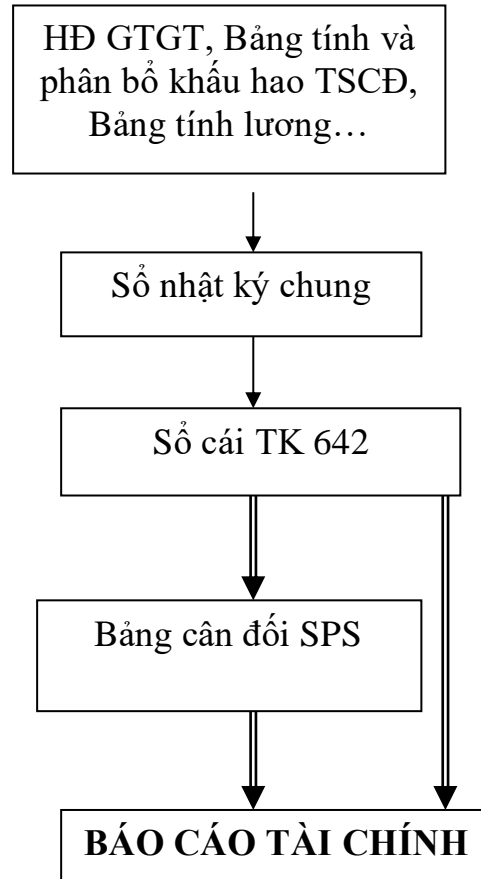 HĐ GTGT, Bảng tính và
phân bổ khấu hao TSCĐ,
Bảng tính lương…
Sổ nhật ký chung
Sổ cái TK 642
Bảng cân đối SPS
BÁO CÁO TÀI CHÍNH